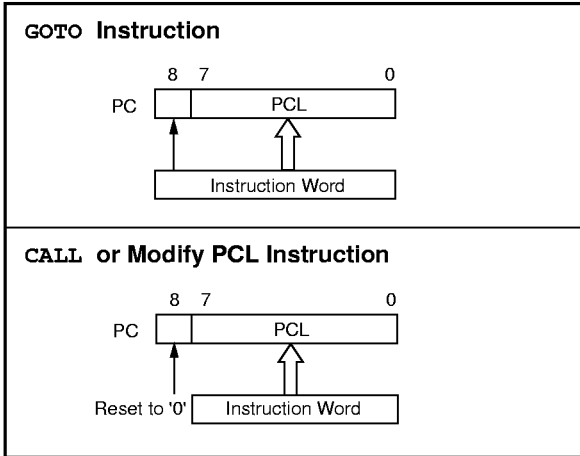 GOTO Instruction
8 7 0
PC PCL
Instruction Word
CALL or Modify PCL Instruction
8 7 0
PC PCL
Reset to '0' Instruction Word